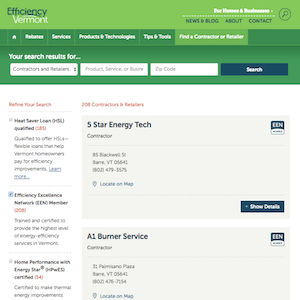 Efficiency
Vermont
For Homes & Businesses
NEWS & BLOG
ABOUT
CONTACT
Rebates
Services
Products & Technologies
Tips & Tools
Find a Contractor or Retailer
Your search results for...
Contractors and Retailers
Product, Service, or Busine
Zip Code
Search
Refine Your Search
208 Contractors & Retailers
Heat Saver Loan (HSL)
qualified (185)
Qualified to offer HSLs—
flexible loans that help
Vermont homeowners
pay for efficiency
improvements. Learn
more...
Efficiency Excellence
Network (EEN) Member
(208)
Trained and certified to
provide the highest level
of energy-efficiency
services in Vermont.
Home Performance with
Energy Star® (HPwES)
certified (54)
Certified to make thermal
energy improvements
5 Star Energy Tech
Contractor
EEN
85 Blackwell St
Barre, VT 05641
(802) 479-3575
Locate on Map
Show Details
A1 Burner Service
Contractor
EEN
31 Palmisano Plaza
Barre, VT 05641
(802) 476-7154
Locate on Map